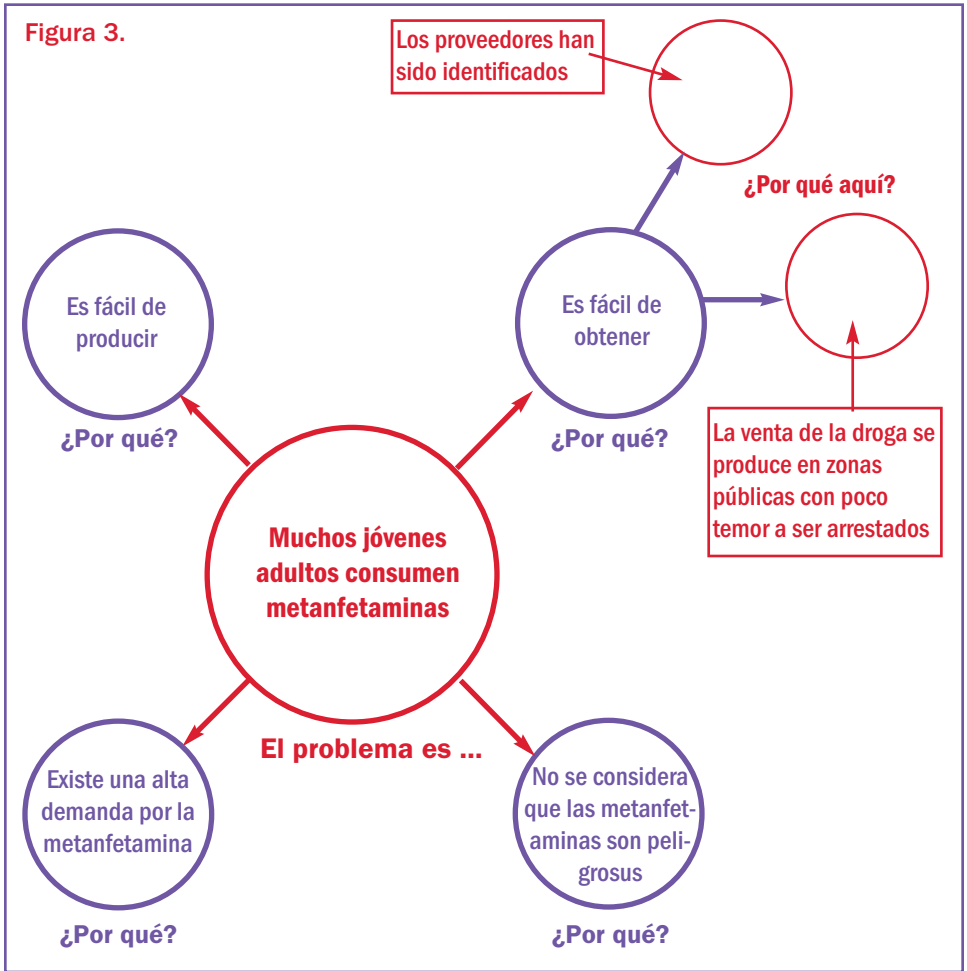 Figura 3.
Los proveedores han
sido identificados
¿Por qué aquí?
Es fácil de
producir
¿Por qué?
Es fácil de
obtener
¿Por qué?
La venta de la droga se
produce en zonas
públicas con poco
temor a ser arrestados
Muchos jóvenes
adultos consumen
metanfetaminas
El problema es ...
Existe una alta
demanda por la
metanfetamina
¿Por qué?
No se considera
que las metanfet-
aminas son peli-
grosus
¿Por qué?